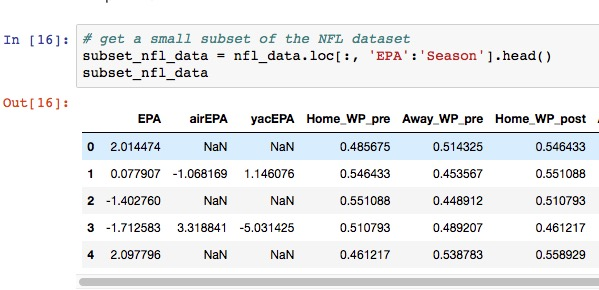 In [16]: # get a small subset of the NFL dataset
subset_nfl_data = nfl_data.loc[:, 'EPA':'Season'].head()
subset_nfl_data
Out[16]:
EPA airEPA yacEPA Home_WP_pre Away_WP_pre Home_WP_post
0 2.014474 NaN NaN 0.485675 0.514325 0.546433
1 0.077907 -1.068169 1.146076 0.546433 0.453567 0.551088
2 -1.402760 NaN NaN 0.551088 0.448912 0.510793
3 -1.712583 3.318841 -5.031425 0.510793 0.489207 0.461217
4 2.097796 NaN NaN 0.461217 0.538783 0.558929